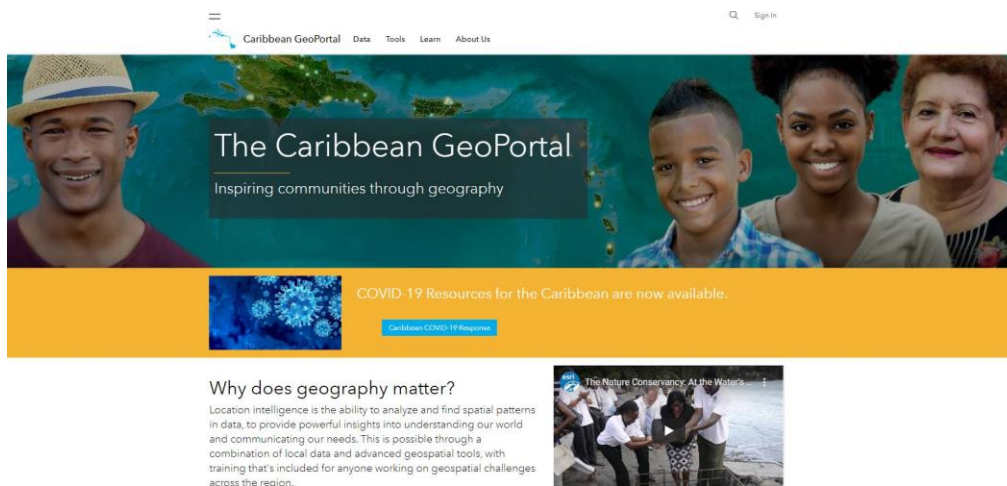 Sign In
Caribbean GeoPortal Data Tools Learn About Us
The Caribbean GeoPortal
Inspiring communities through geography
COVID-19 Resources for the Caribbean are now available.
Caribbean COVID-19 Response
Why does geography matter?
Location intelligence is the ability to analyze and find spatial patterns
in data, to provide powerful insights into understanding our world
and communicating our needs. This is possible through a
combination of local data and advanced geospatial tools, with
training that's included for anyone working on geospatial challenges
across the region.
esri
The Nature Conservancy: At the Water's ...